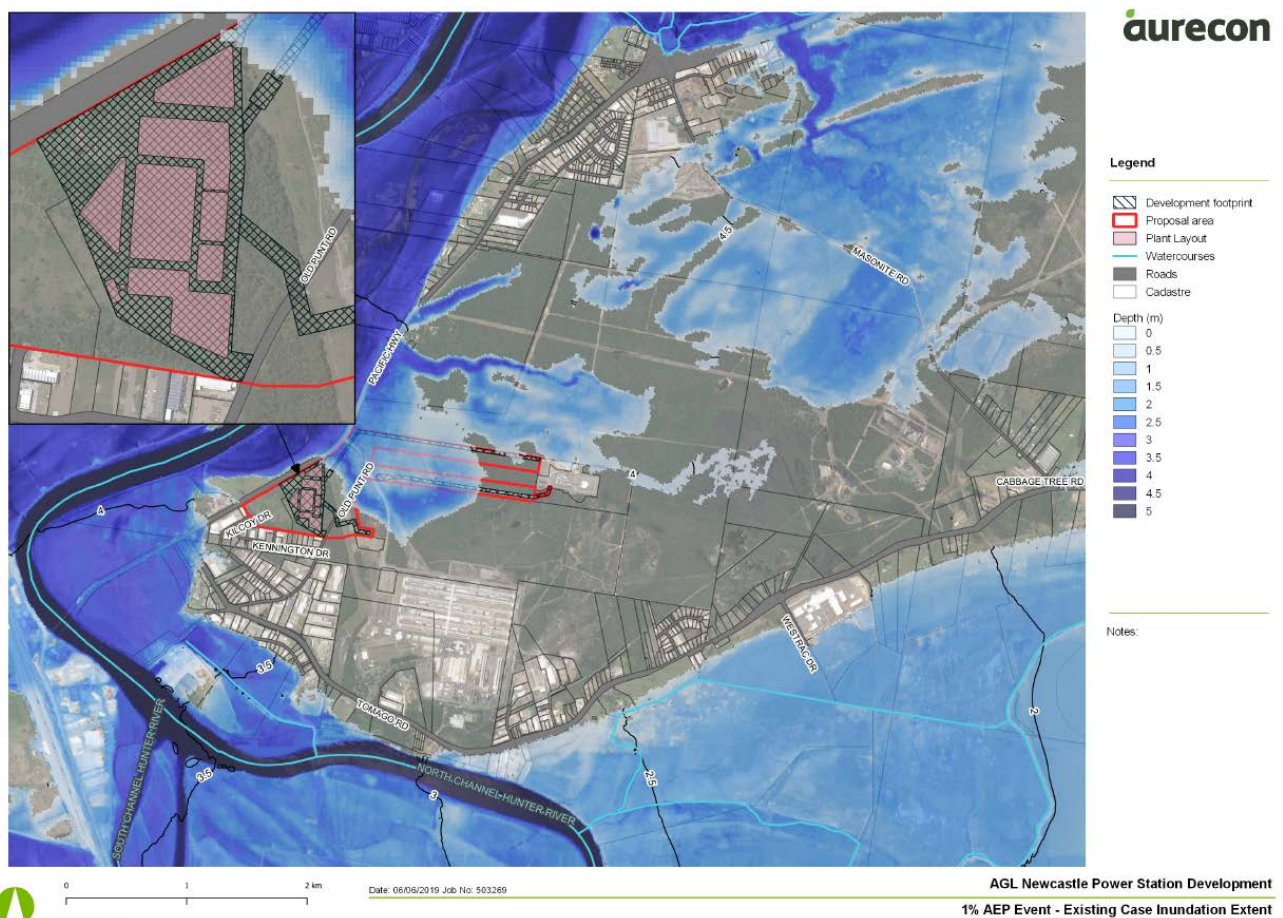 aurecon
Legend
Development footprint
Proposal area
Plant Layout
Watercourses
Roads
Cadastre
Depth (m)
0
0.5
1
1.5
2
2.5
3
3.5
4
4.5
5
Notes:
OLD PUNT RD
4.5
MASONITE RD
PACIFIC HWY
4
CABBAGE TREE RD
OLD PUNT RD
4
KILCOY DR
KENNINGTON DR
WESTRAC DR
3.5
TOMAGO RD
2
SOUTH CHANNEL HUNTER RIVER
3.5
NORTH CHANNEL HUNTER RIVER
2.5
3
0 1 2 km
Date: 06/06/2019 Job No: 503269
AGL Newcastle Power Station Development
1% AEP Event - Existing Case Inundation Extent